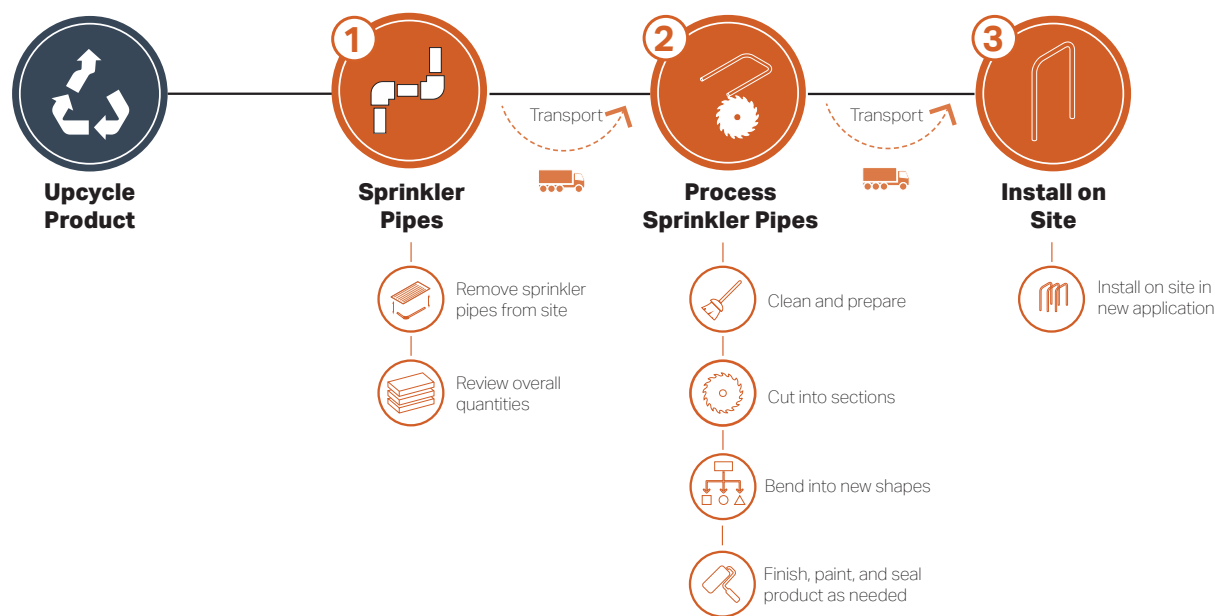 Upcycle
Product
1
Sprinkler
Pipes
Remove sprinkler
pipes from site
Review overall
quantities
Transport
2
Process
Sprinkler Pipes
Clean and prepare
Cut into sections
Bend into new shapes
Finish, paint, and seal
product as needed
Transport
3
Install on
Site
Install on site in
new application